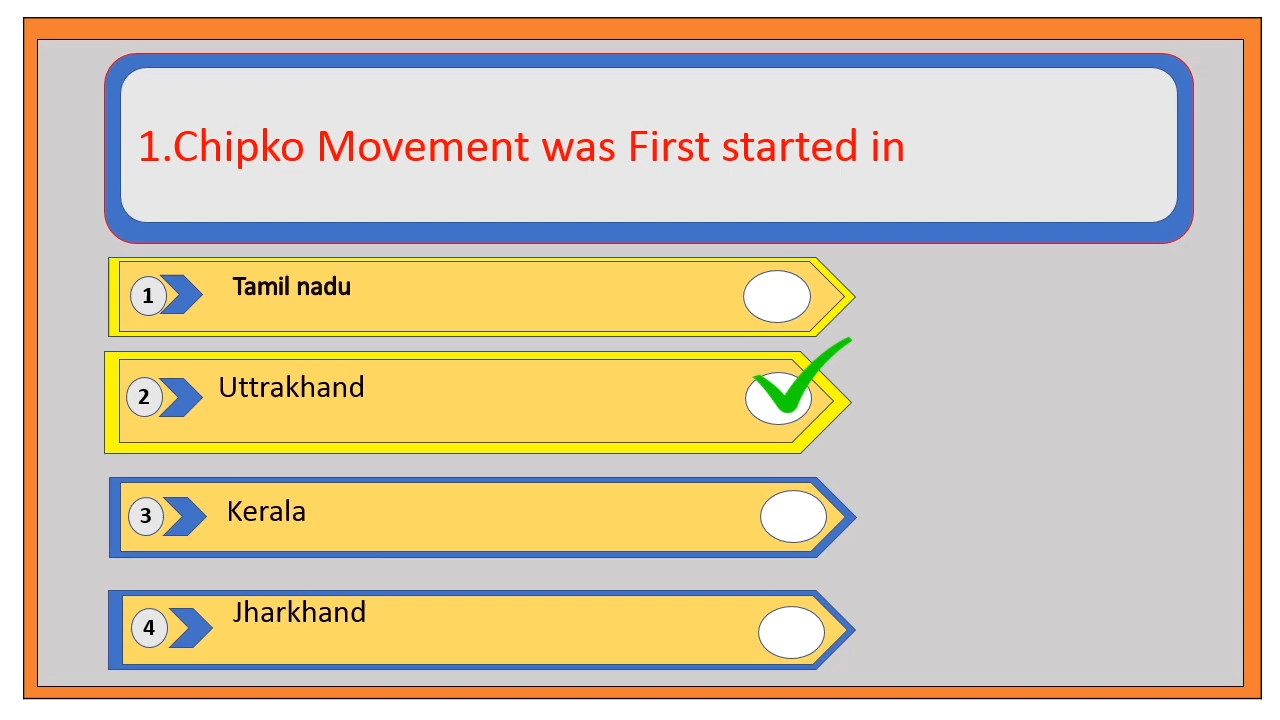 1.Chipko Movement was First started in
1 Tamil nadu
2 Uttrakhand
3 Kerala
4 Jharkhand